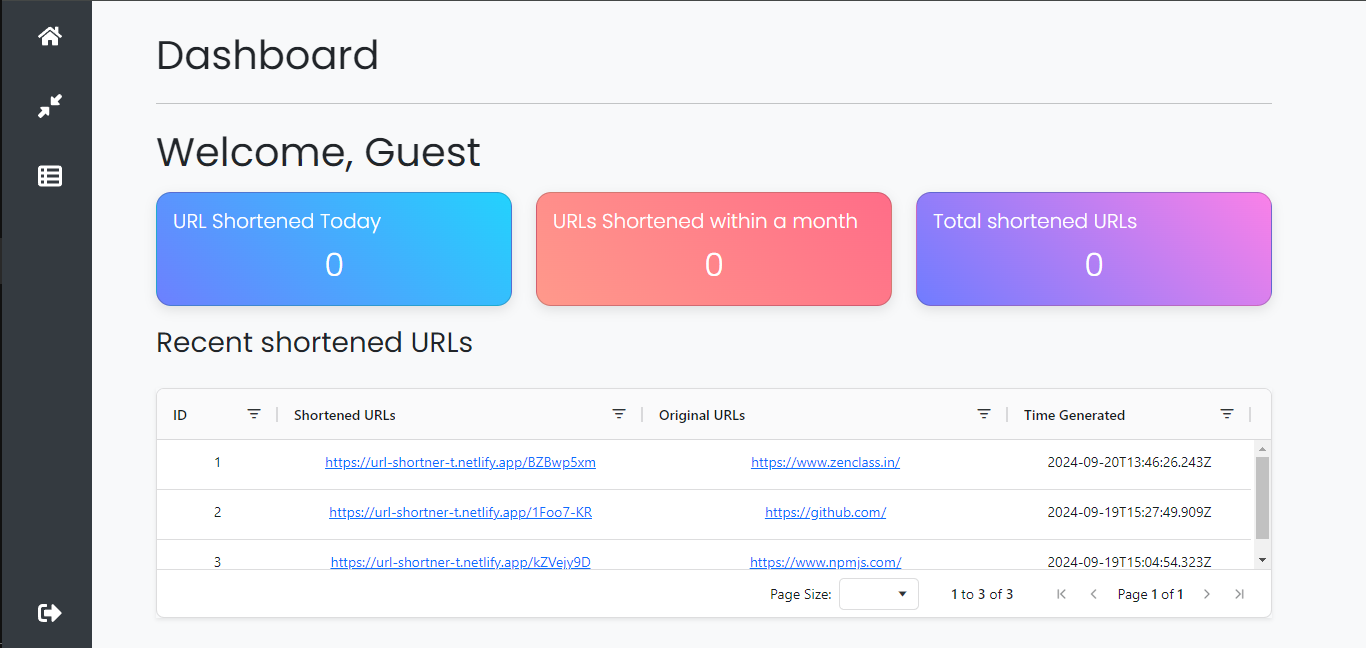 Dashboard
Welcome, Guest
URL Shortened Today
0
URLs Shortened within a month
0
Total shortened URLs
0
Recent shortened URLs
ID Shortened URLs Original URLs Time Generated
1 https://url-shortner-t.netlify.app/BZBwp5xm https://www.zenclass.in/ 2024-09-20T13:46:26.243Z
2 https://url-shortner-t.netlify.app/1Foo7-KR https://github.com/ 2024-09-19T15:27:49.909Z
3 https://url-shortner-t.netlify.app/kZVejy9D https://www.npmjs.com/ 2024-09-19T15:04:54.323Z
Page Size: 1 to 3 of 3 Page 1 of 1